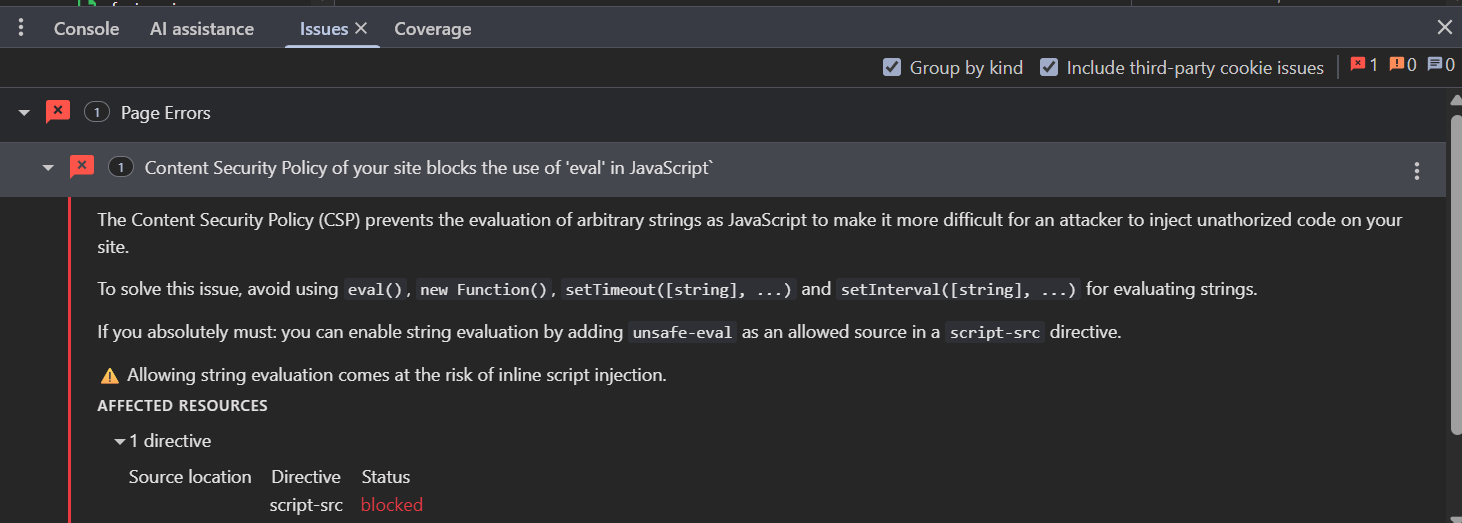 Console AI assistance Issues Coverage
Group by kind Include third-party cookie issues 1 0 0
1 Page Errors
1 Content Security Policy of your site blocks the use of 'eval' in JavaScript`
The Content Security Policy (CSP) prevents the evaluation of arbitrary strings as JavaScript to make it more difficult for an attacker to inject unathorized code on your
site.
To solve this issue, avoid using eval(), new Function(), setTimeout([string], ...) and setInterval([string], ...) for evaluating strings.
If you absolutely must: you can enable string evaluation by adding unsafe-eval as an allowed source in a script-src directive.
Allowing string evaluation comes at the risk of inline script injection.
AFFECTED RESOURCES
1 directive
Source location Directive Status
script-src blocked